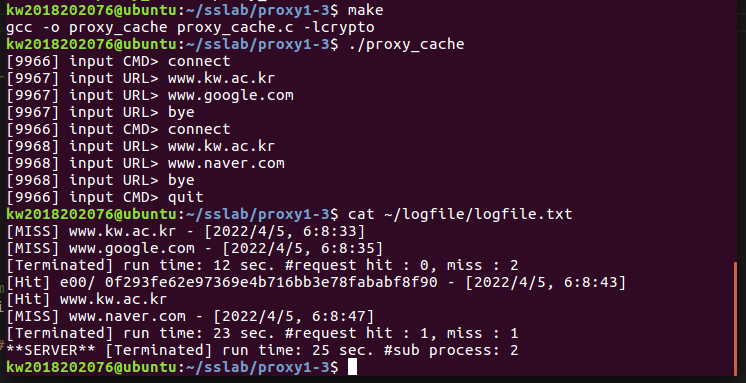 kw2018202076@ubuntu:~/sslab/proxy1-3$ make
gcc -o proxy_cache proxy_cache.c -lcrypto
kw2018202076@ubuntu:~/sslab/proxy1-3$ ./proxy_cache
[9966] input CMD> connect
[9967] input URL> www.kw.ac.kr
[9967] input URL> www.google.com
[9967] input URL> bye
[9966] input CMD> connect
[9968] input URL> www.kw.ac.kr
[9968] input URL> www.naver.com
[9968] input URL> bye
[9966] input CMD> quit
kw2018202076@ubuntu:~/sslab/proxy1-3$ cat ~/logfile/logfile.txt
[MISS] www.kw.ac.kr - [2022/4/5, 6:8:33]
[MISS] www.google.com - [2022/4/5, 6:8:35]
[Terminated] run time: 12 sec. #request hit : 0, miss : 2
[Hit] e00/ 0f293fe62e97369e4b716bb3e78fababf8f90 - [2022/4/5, 6:8:43]
[Hit] www.kw.ac.kr
[MISS] www.naver.com - [2022/4/5, 6:8:47]
[Terminated] run time: 23 sec. #request hit : 1, miss : 1
**SERVER** [Terminated] run time: 25 sec. #sub process: 2
kw2018202076@ubuntu:~/sslab/proxy1-3$